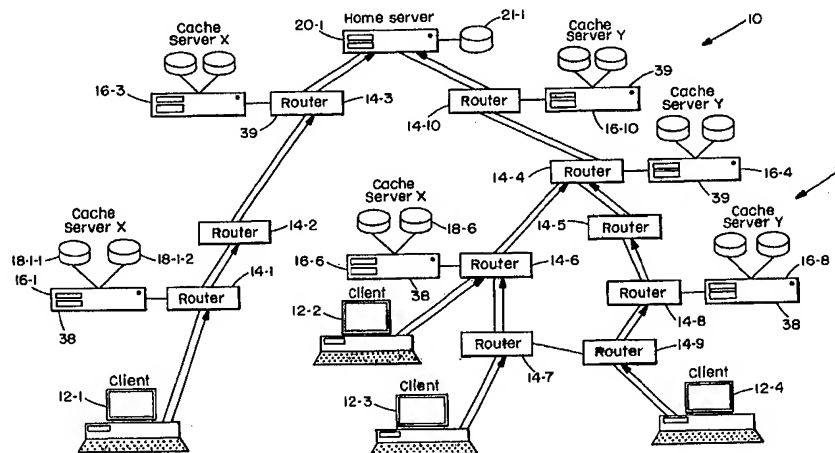 Home server
20-1
21-1
10
Cache
Server X
16-3
Router
14-3
39
Cache
Server Y
39
Router
14-10
16-10
Cache
Server Y
14-4
Router
16-4
39
Router
14-2
Cache
Server X
18-1-1
18-1-2
16-1
38
Router
14-1
Cache
Server X
18-6
16-6
38
Router
14-6
14-5
Router
Cache
Server Y
16-8
38
Router
14-8
Client
12-2
Router
14-7
Router
14-9
Client
12-1
Client
12-3
Client
12-4